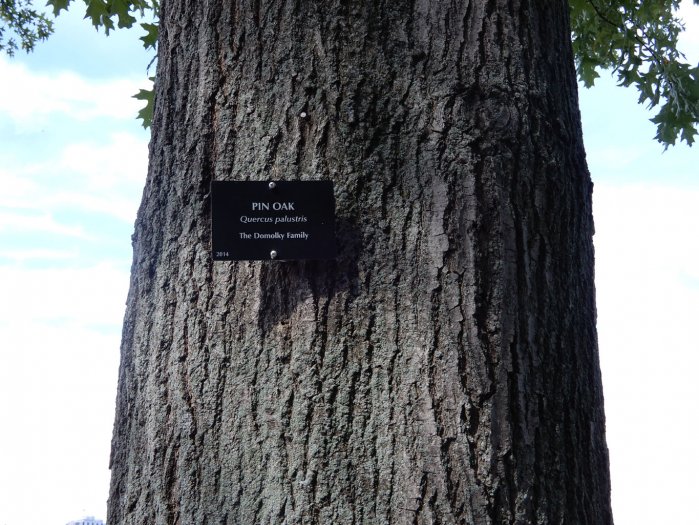 PIN OAK
Quercus palustris
The Domolky Family
2014